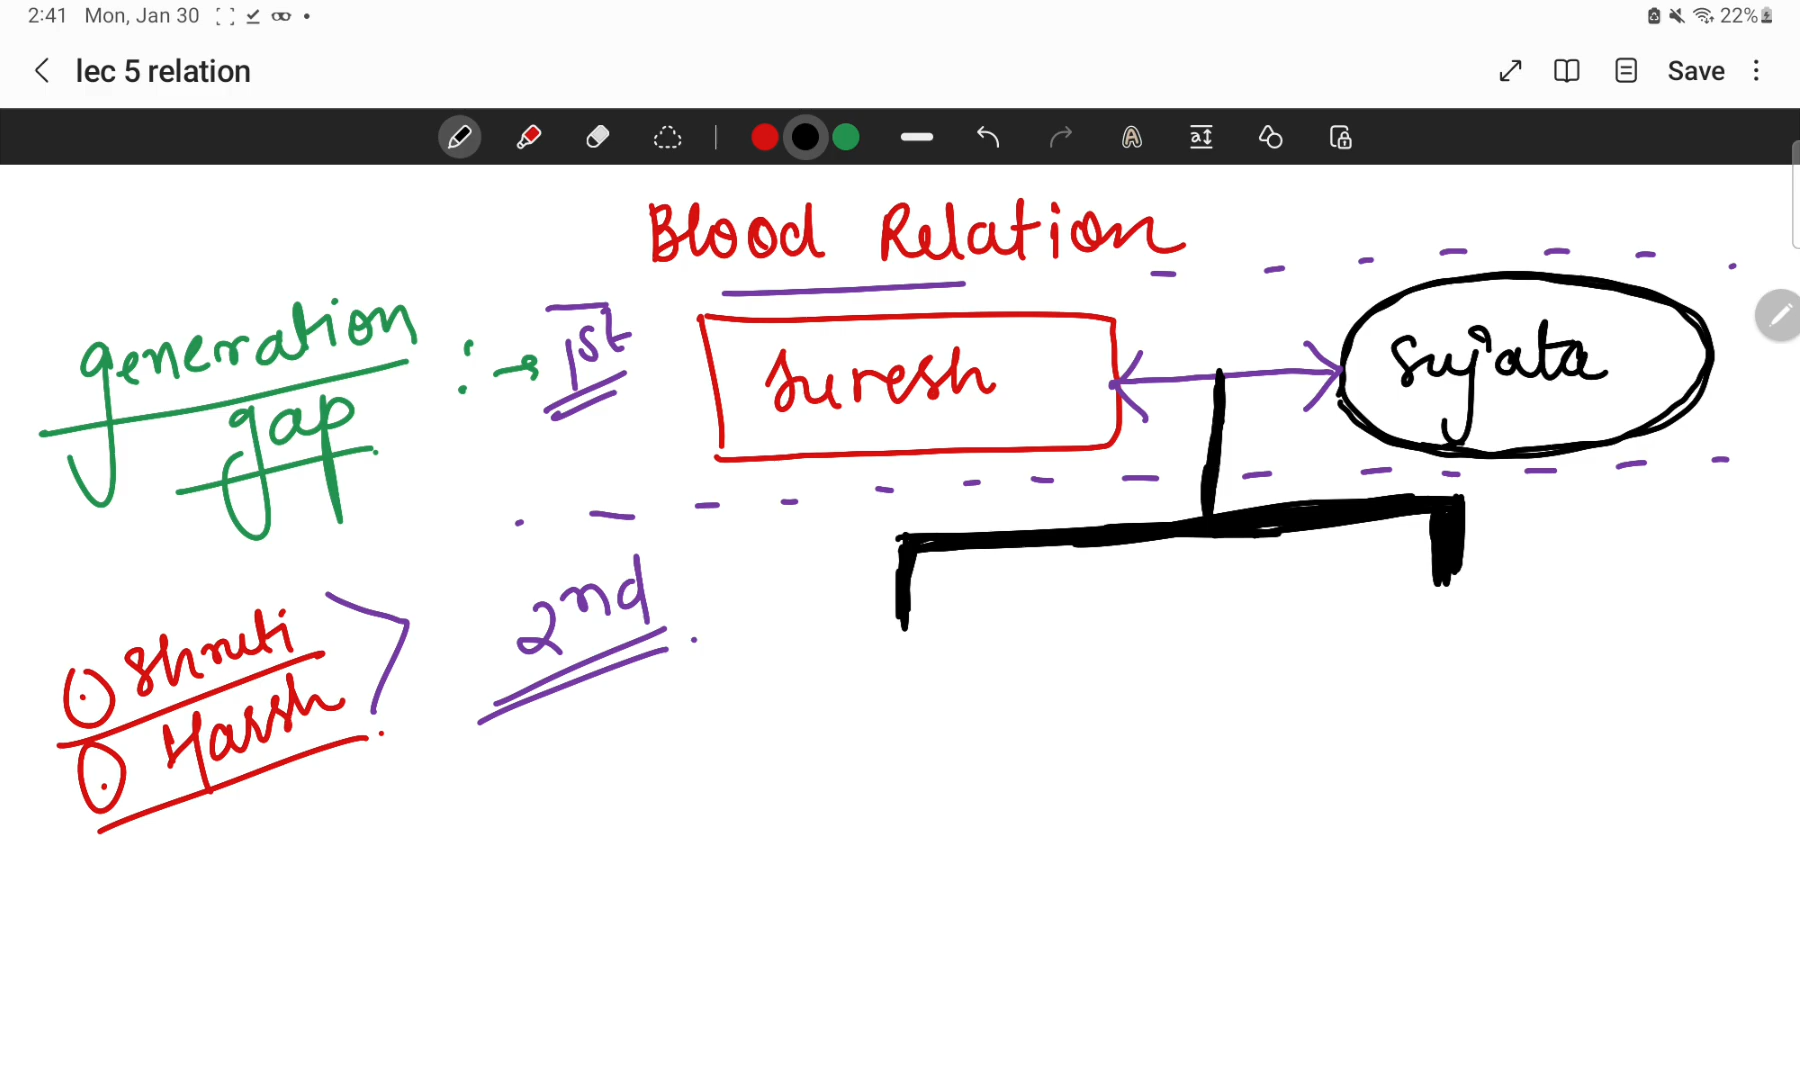 2:41 Mon, Jan 30 22%
lec 5 relation Save
Blood Relation
generation gap :→ 1st
Suresh
Sujata
2nd
Shruti
Harsh